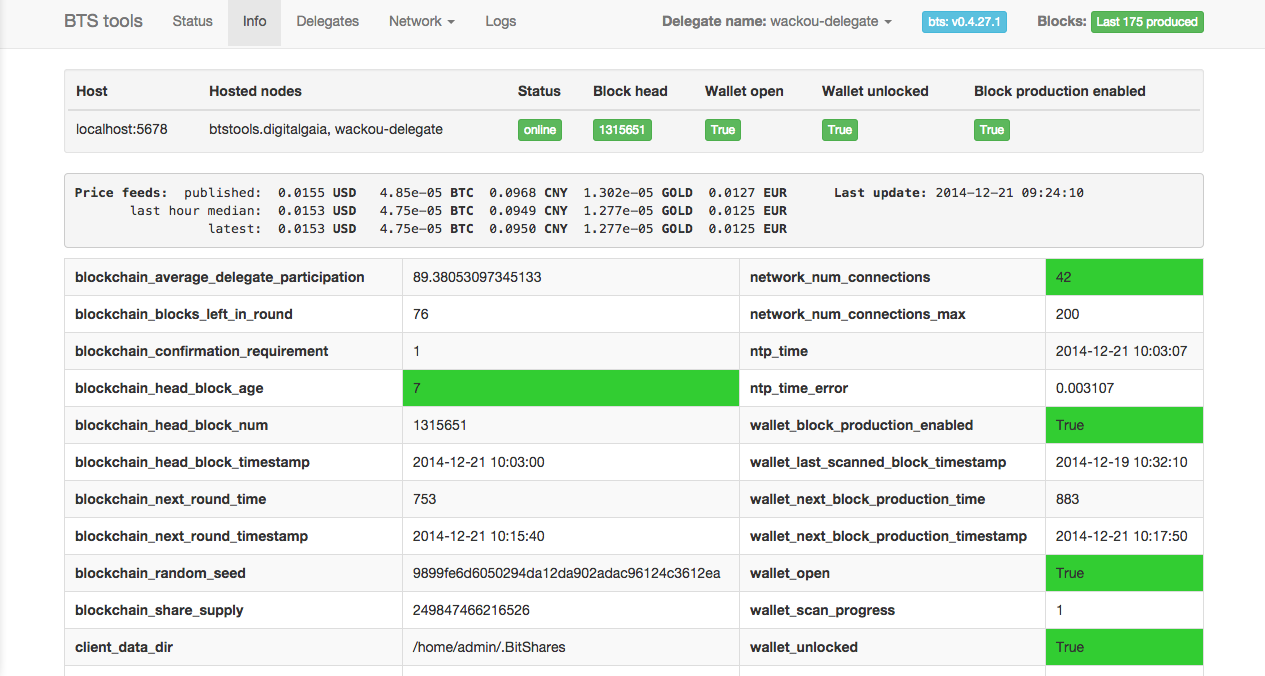 BTS tools Status Info Delegates Network Logs Delegate name: wackou-delegate bts: v0.4.27.1 Blocks: Last 175 produced
Host Hosted nodes Status Block head Wallet open Wallet unlocked Block production enabled
localhost:5678 btstools.digitalgaia, wackou-delegate online 1315651 True True True
Price feeds: published: 0.0155 USD 4.85e-05 BTC 0.0968 CNY 1.302e-05 GOLD 0.0127 EUR Last update: 2014-12-21 09:24:10
last hour median: 0.0153 USD 4.75e-05 BTC 0.0949 CNY 1.277e-05 GOLD 0.0125 EUR
latest: 0.0153 USD 4.75e-05 BTC 0.0950 CNY 1.277e-05 GOLD 0.0125 EUR
blockchain_average_delegate_participation 89.38053097345133 network_num_connections 42
blockchain_blocks_left_in_round 76 network_num_connections_max 200
blockchain_confirmation_requirement 1 ntp_time 2014-12-21 10:03:07
blockchain_head_block_age 7 ntp_time_error 0.003107
blockchain_head_block_num 1315651 wallet_block_production_enabled True
blockchain_head_block_timestamp 2014-12-21 10:03:00 wallet_last_scanned_block_timestamp 2014-12-19 10:32:10
blockchain_next_round_time 753 wallet_next_block_production_time 883
blockchain_next_round_timestamp 2014-12-21 10:15:40 wallet_next_block_production_timestamp 2014-12-21 10:17:50
blockchain_random_seed 9899fe6d6050294da12da902adac96124c3612ea wallet_open True
blockchain_share_supply 249847466216526 wallet_scan_progress 1
client_data_dir /home/admin/.BitShares wallet_unlocked True